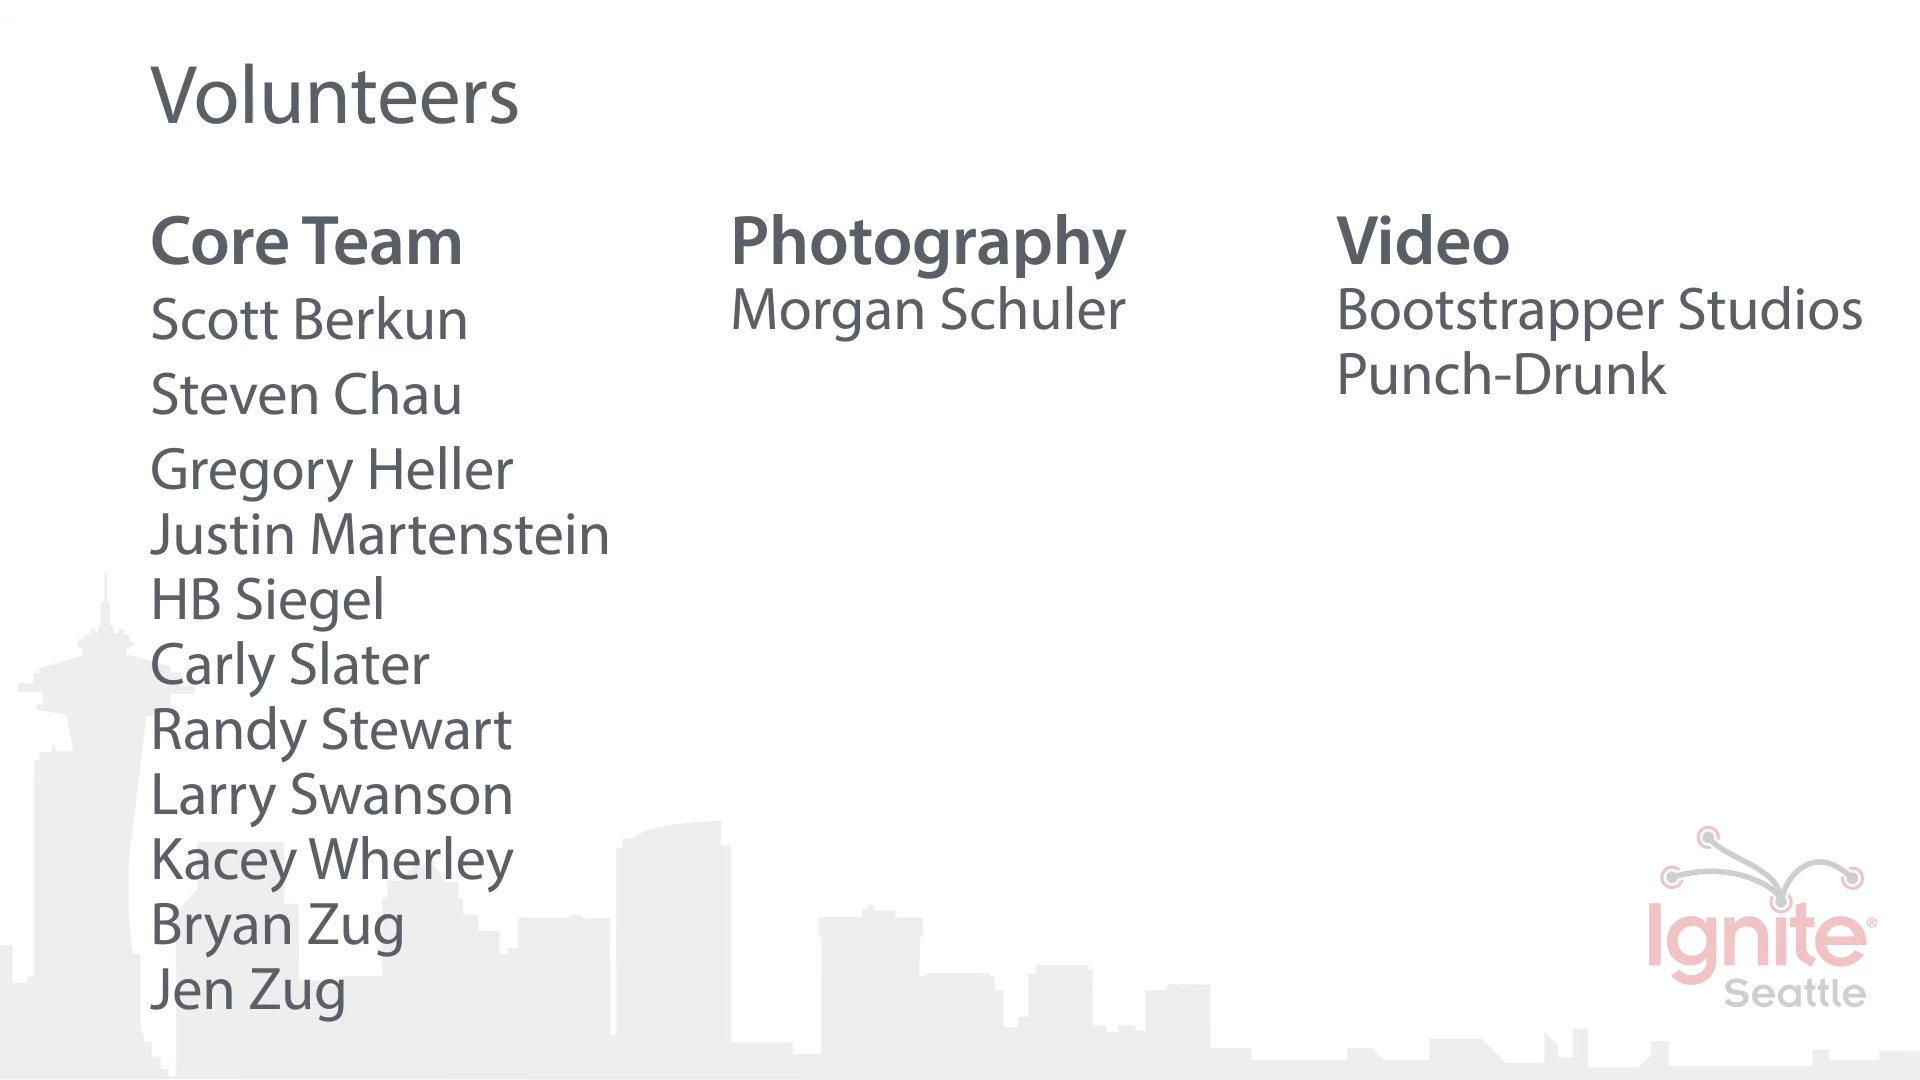 Volunteers
Core Team
Scott Berkun
Steven Chau
Gregory Heller
Justin Martenstein
HB Siegel
Carly Slater
Randy Stewart
Larry Swanson
Kacey Wherley
Bryan Zug
Jen Zug
Photography
Morgan Schuler
Video
Bootstrapper Studios
Punch-Drunk
Ignite®
Seattle